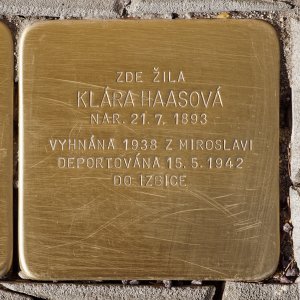 ZDE ŽILA
KLÁRA HAASOVÁ
NAR. 21. 7. 1893
VYHNÁNA 1938 Z MIROSLAVI
DEPORTOVÁNA 15. 5. 1942
DO IZBICE